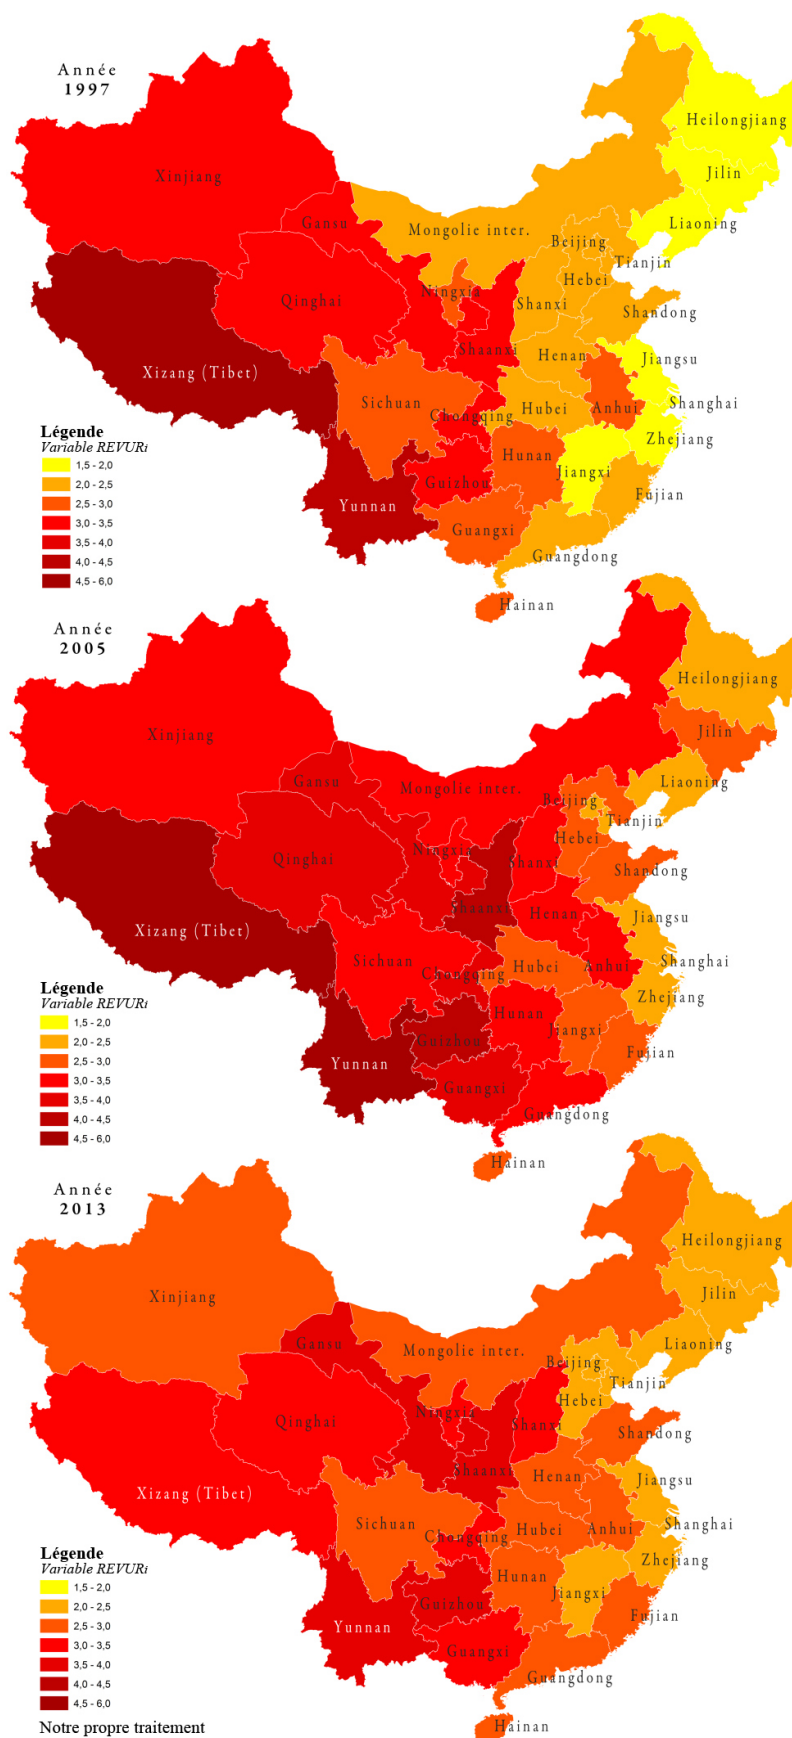 Année
1997
Heilongjiang
Jilin
Xinjiang
Gansu
Liaoning
Mongolie inter.
Beijing
Tianjin
Hebei
Ningxia
Qinghai
Shanxi
Shandong
Shaanxi
Henan
Jiangsu
Xizang (Tibet)
Sichuan
Shanghai
Chongqing
Hubei
Anhui
Zhejiang
Hunan
Jiangxi
Guizhou
Fujian
Yunnan
Guangxi
Guangdong
Hainan
Légende
Variable REVURi
1,5 - 2,0
2,0 - 2,5
2,5 - 3,0
3,0 - 3,5
3,5 - 4,0
4,0 - 4,5
4,5 - 6,0
Année
2005
Heilongjiang
Jilin
Xinjiang
Gansu
Liaoning
Mongolie inter.
Beijing
Tianjin
Hebei
Ningxia
Qinghai
Shanxi
Shandong
Shaanxi
Henan
Jiangsu
Xizang (Tibet)
Sichuan
Shanghai
Chongqing
Hubei
Anhui
Zhejiang
Hunan
Jiangxi
Guizhou
Fujian
Yunnan
Guangxi
Guangdong
Hainan
Légende
Variable REVURi
1,5 - 2,0
2,0 - 2,5
2,5 - 3,0
3,0 - 3,5
3,5 - 4,0
4,0 - 4,5
4,5 - 6,0
Année
2013
Heilongjiang
Jilin
Xinjiang
Gansu
Liaoning
Mongolie inter.
Beijing
Tianjin
Hebei
Ningxia
Qinghai
Shanxi
Shandong
Shaanxi
Henan
Jiangsu
Xizang (Tibet)
Sichuan
Shanghai
Chongqing
Hubei
Anhui
Zhejiang
Hunan
Jiangxi
Guizhou
Fujian
Yunnan
Guangxi
Guangdong
Hainan
Légende
Variable REVURi
1,5 - 2,0
2,0 - 2,5
2,5 - 3,0
3,0 - 3,5
3,5 - 4,0
4,0 - 4,5
4,5 - 6,0
Notre propre traitement